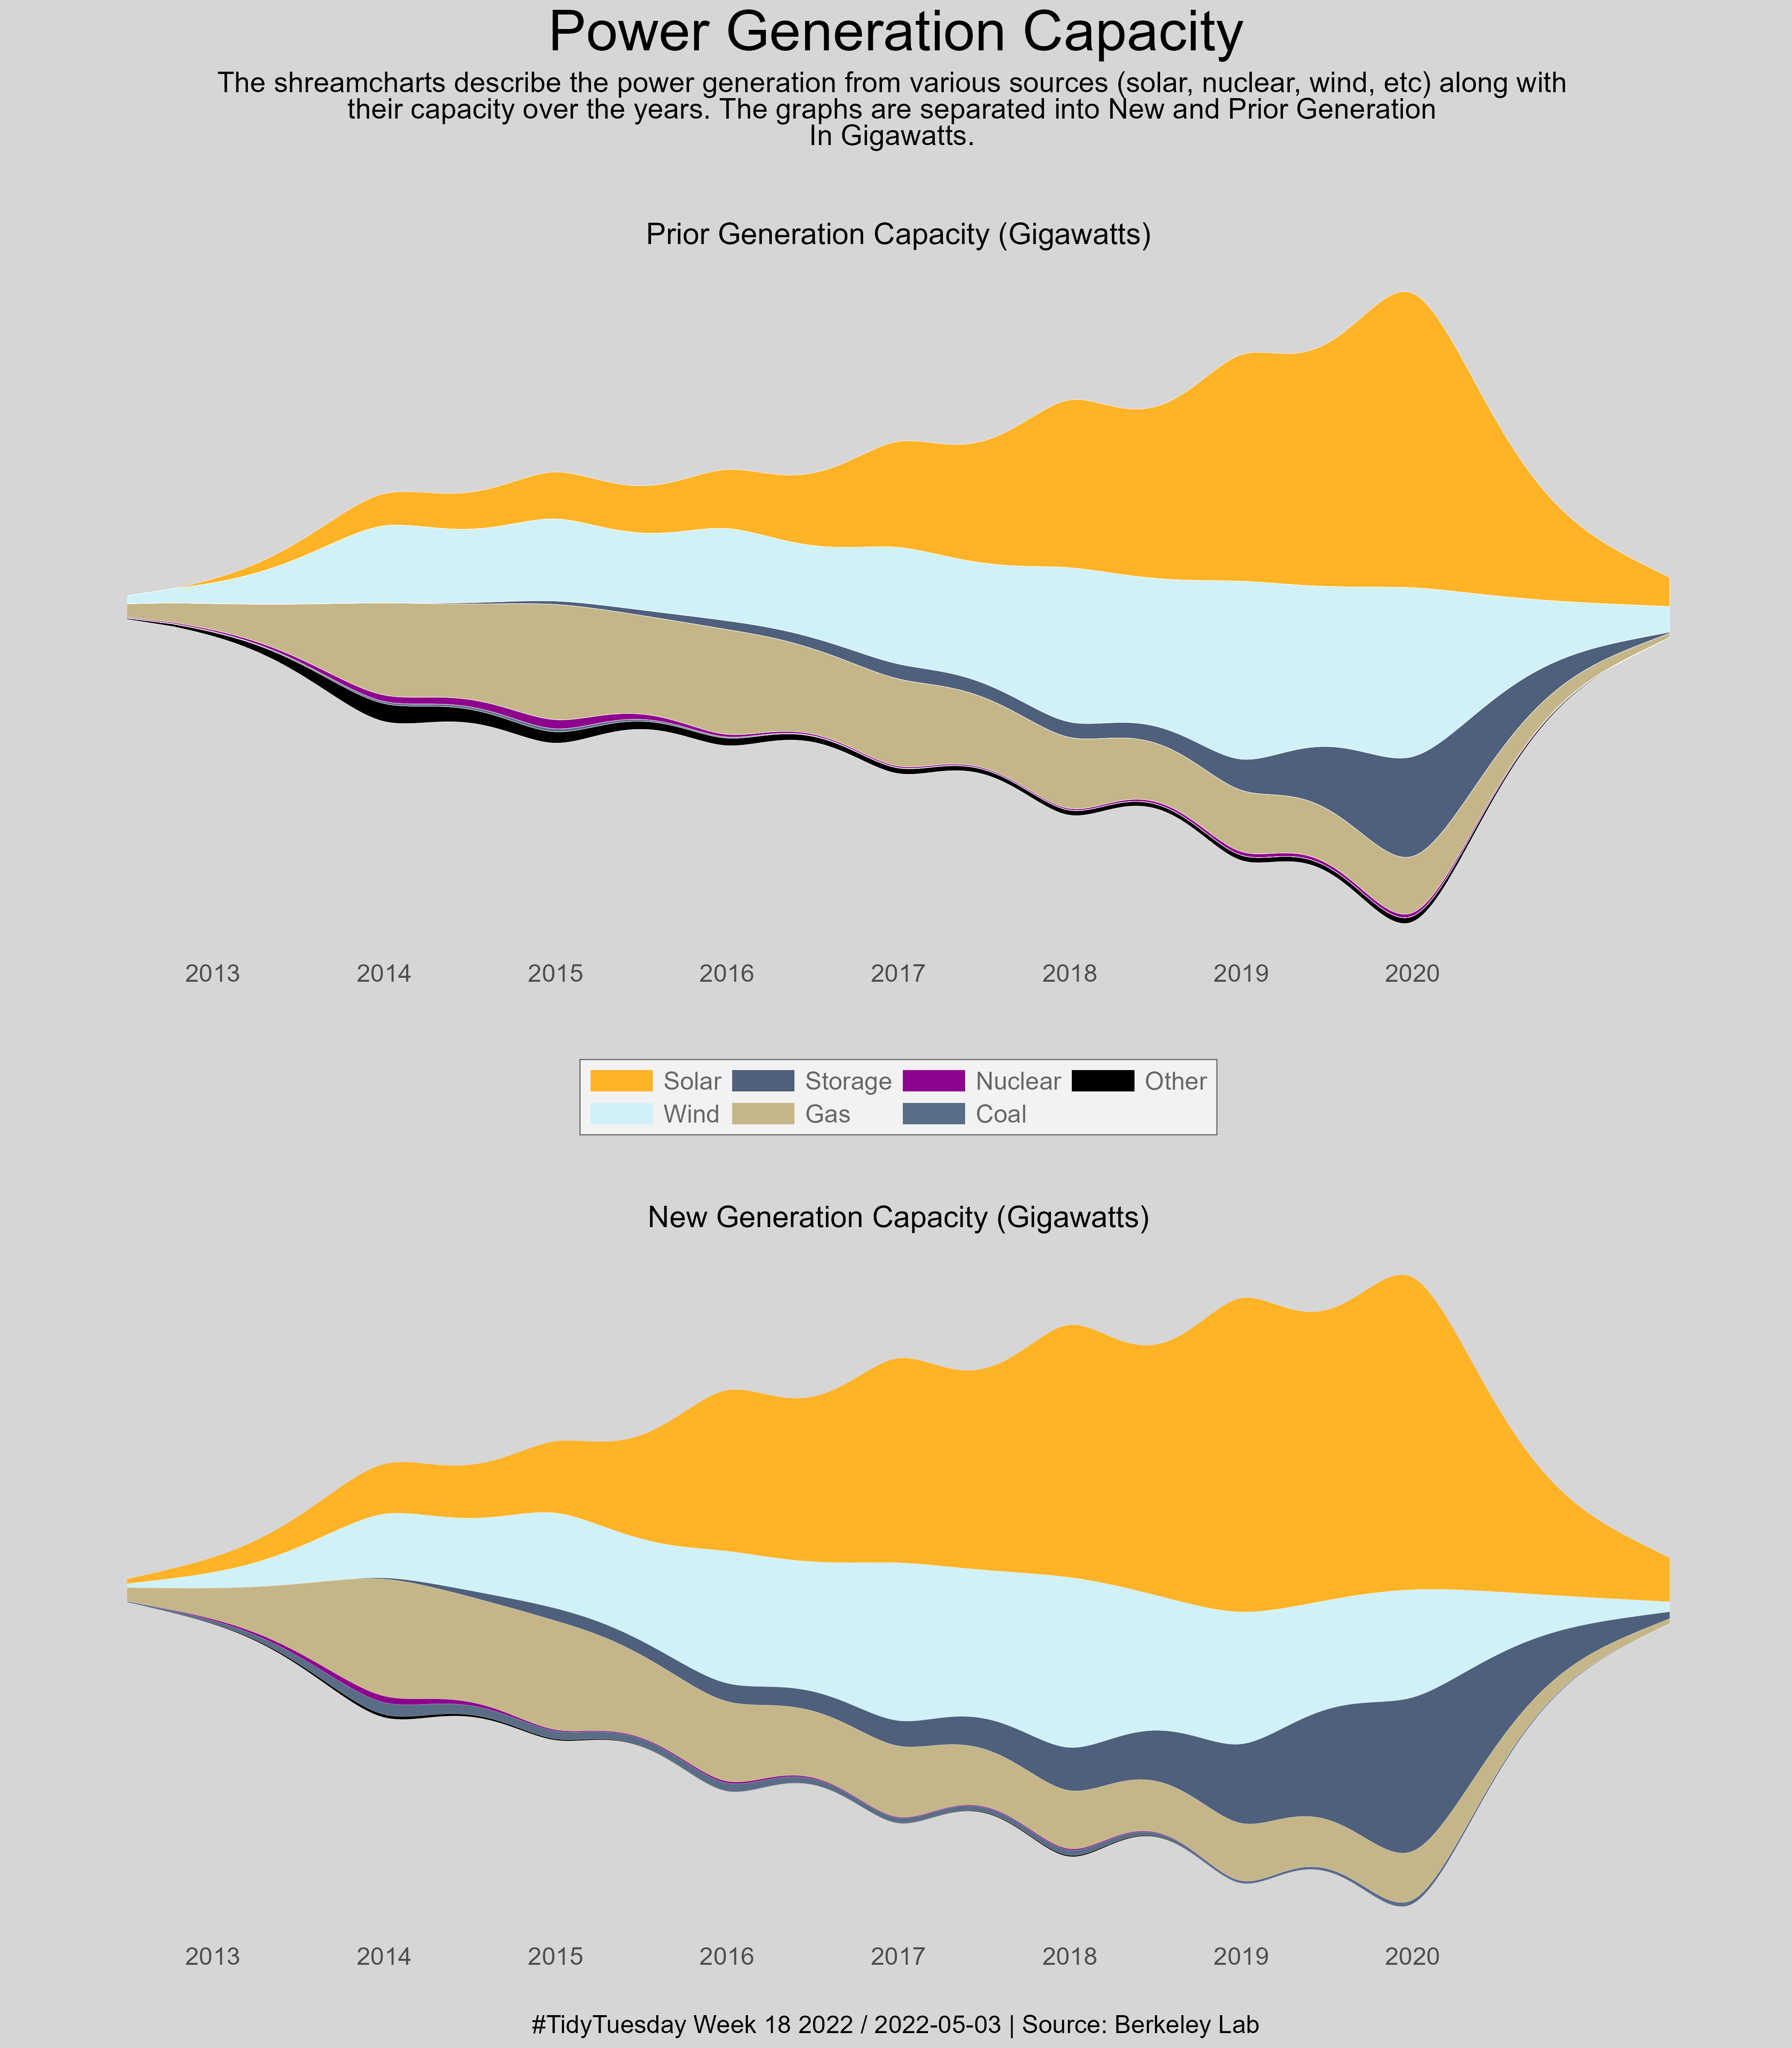 Power Generation Capacity
The shreamcharts describe the power generation from various sources (solar, nuclear, wind, etc) along with
their capacity over the years. The graphs are separated into New and Prior Generation
In Gigawatts.
Prior Generation Capacity (Gigawatts)
2013 2014 2015 2016 2017 2018 2019 2020
Solar Storage Nuclear Other
Wind Gas Coal
New Generation Capacity (Gigawatts)
2013 2014 2015 2016 2017 2018 2019 2020
#TidyTuesday Week 18 2022 / 2022-05-03 | Source: Berkeley Lab